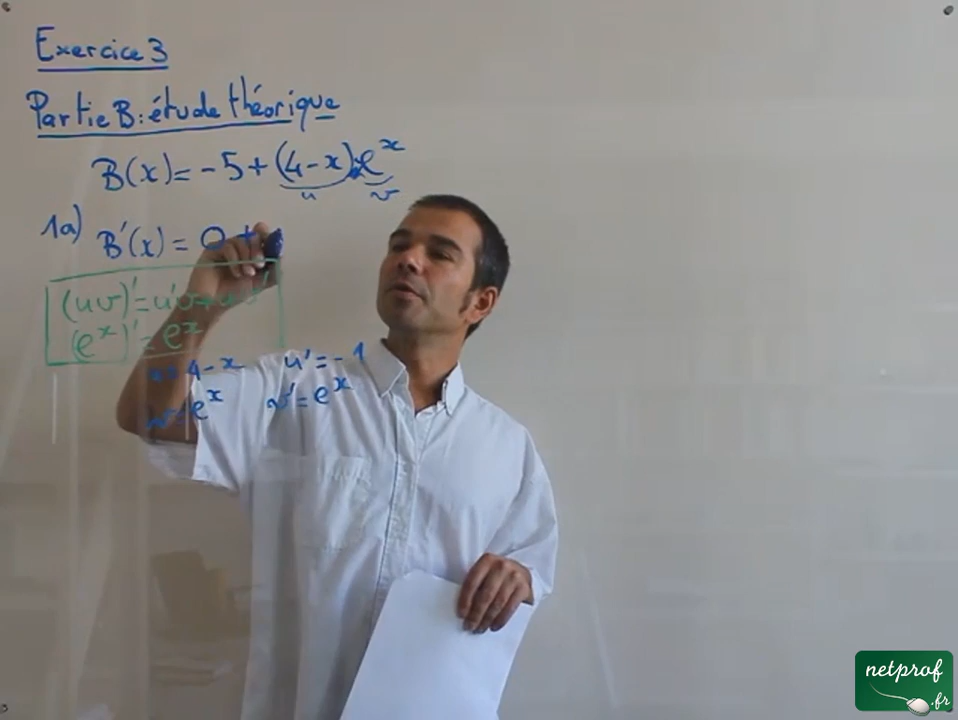 Exercice 3
Partie B: étude théorique
B(x) = -5 + (4-x) e^x
u v
1a) B'(x) = 0 +
(uv)' = u'v + uv'
(e^x)' = e^x
u = 4-x u' = -1
v = e^x v' = e^x
netprof
.fr